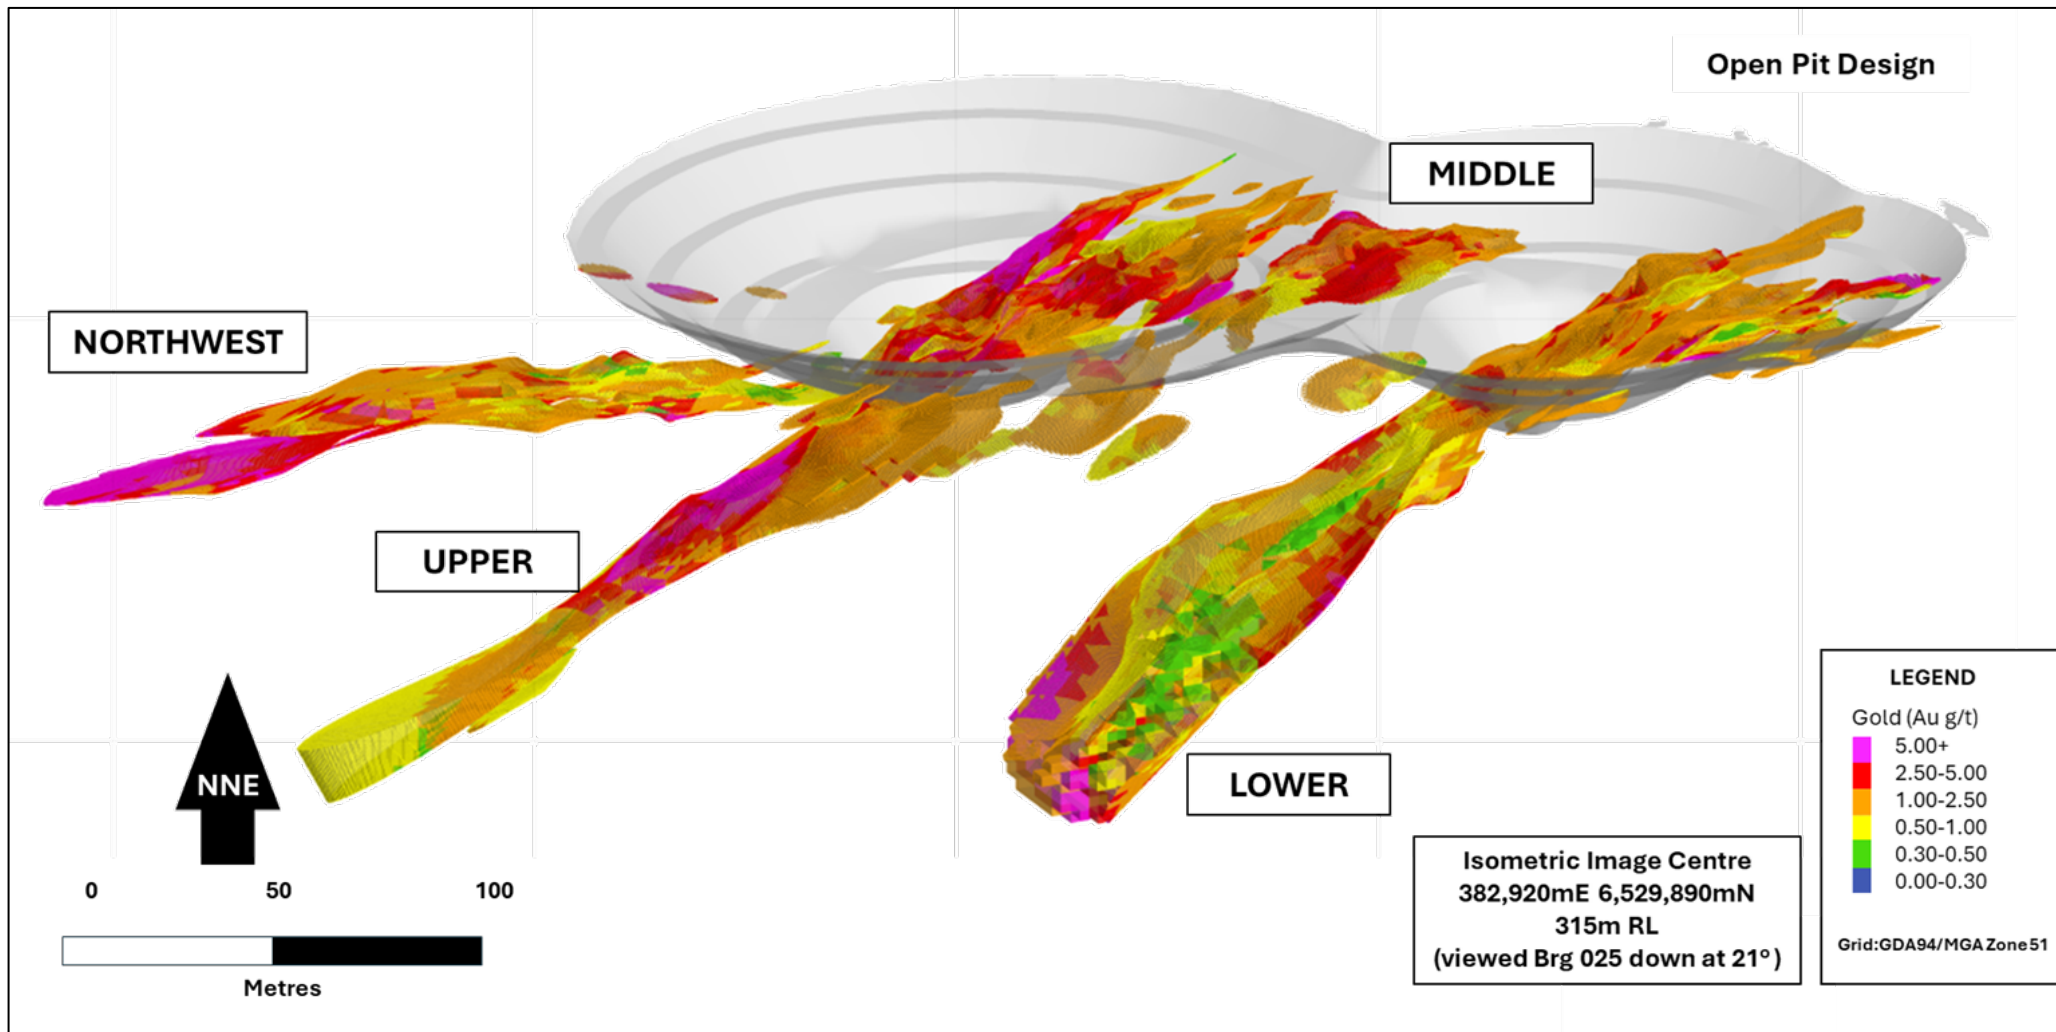 Open Pit Design
MIDDLE
NORTHWEST
UPPER
LOWER
NNE
0 50 100
Metres
Isometric Image Centre
382,920mE 6,529,890mN
315m RL
(viewed Brg 025 down at 21°)
LEGEND
Gold (Au g/t)
5.00+
2.50-5.00
1.00-2.50
0.50-1.00
0.30-0.50
0.00-0.30
Grid:GDA94/MGA Zone 51